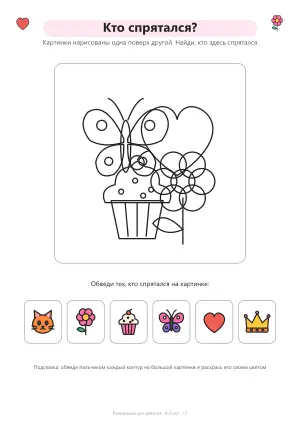 Кто спрятался?
Картинки нарисованы одна поверх другой. Найди, кто здесь спрятался
Обведи тех, кто спрятался на картинке:
Подсказка: обведи пальчиком каждый контур на большой картинке и раскрась его своим цветом